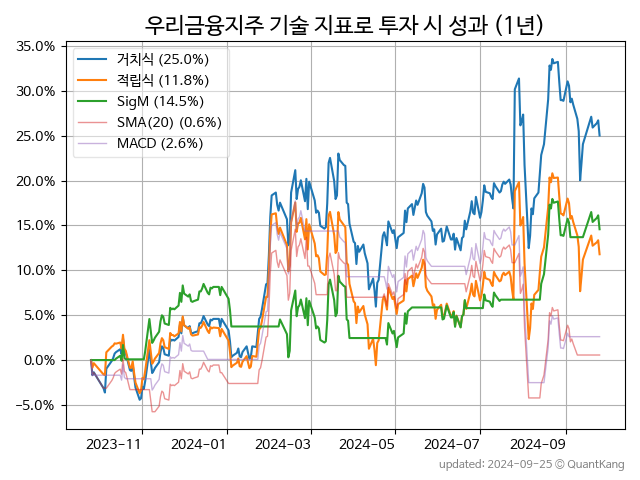 우리금융지주 기술 지표로 투자 시 성과 (1년)
35.0%
30.0%
25.0%
20.0%
15.0%
10.0%
5.0%
0.0%
−5.0%
거치식 (25.0%)
적립식 (11.8%)
SigM (14.5%)
SMA(20) (0.6%)
MACD (2.6%)
2023-11 2024-01 2024-03 2024-05 2024-07 2024-09
updated: 2024-09-25 © QuantKang